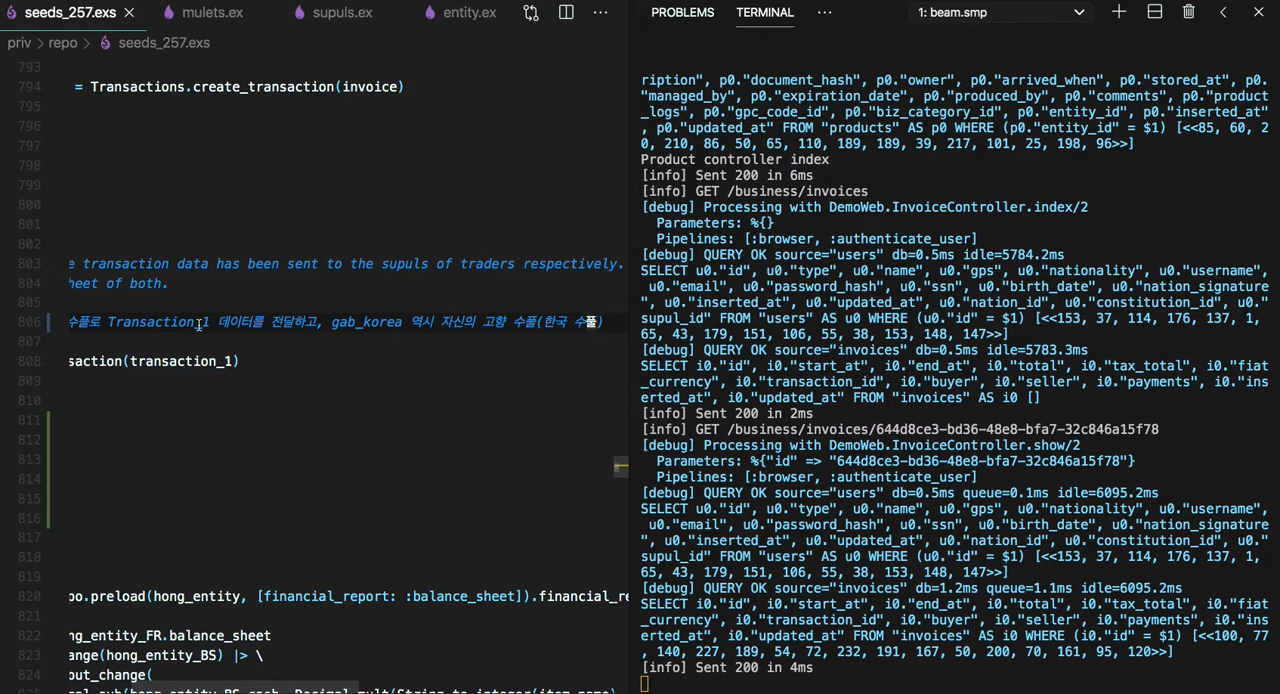 seeds_257.exs
mulets.ex
supuls.ex
entity.ex
PROBLEMS
TERMINAL
1: beam.smp
priv > repo > seeds_257.exs
793
794 = Transactions.create_transaction(invoice)
795
796
797
798
799
800
801
802
803 e transaction data has been sent to the supuls of traders respectively.
804 heet of both.
805
806 수풀로 Transaction_1 데이터를 전달하고, gab_korea 역시 자신의 고향 수풀(한국 수풀)
807
808 saction(transaction_1)
809
810
811
812
813
814
815
816
817
818
819
820 po.preload(hong_entity, [financial_report: :balance_sheet]).financial_re
821
822 ng_entity_FR.balance_sheet
823 ange(hong_entity_BS) |> \
824 put_change(
ription", p0."document_hash", p0."owner", p0."arrived_when", p0."stored_at", p0.
"managed_by", p0."expiration_date", p0."produced_by", p0."comments", p0."product
_logs", p0."gpc_code_id", p0."biz_category_id", p0."entity_id", p0."inserted_at"
, p0."updated_at" FROM "products" AS p0 WHERE (p0."entity_id" = $1) [<<85, 60, 2
0, 210, 86, 50, 65, 110, 189, 189, 39, 217, 101, 25, 198, 96>>]
Product controller index
[info] Sent 200 in 6ms
[info] GET /business/invoices
[debug] Processing with DemoWeb.InvoiceController.index/2
Parameters: %{}
Pipelines: [:browser, :authenticate_user]
[debug] QUERY OK source="users" db=0.5ms idle=5784.2ms
SELECT u0."id", u0."type", u0."name", u0."gps", u0."nationality", u0."username",
u0."email", u0."password_hash", u0."ssn", u0."birth_date", u0."nation_signature
", u0."inserted_at", u0."updated_at", u0."nation_id", u0."constitution_id", u0."
supul_id" FROM "users" AS u0 WHERE (u0."id" = $1) [<<153, 37, 114, 176, 137, 1,
65, 43, 179, 151, 106, 55, 38, 153, 148, 147>>]
[debug] QUERY OK source="invoices" db=0.5ms idle=5783.3ms
SELECT i0."id", i0."start_at", i0."end_at", i0."total", i0."tax_total", i0."fiat
_currency", i0."transaction_id", i0."buyer", i0."seller", i0."payments", i0."ins
erted_at", i0."updated_at" FROM "invoices" AS i0 []
[info] Sent 200 in 2ms
[info] GET /business/invoices/644d8ce3-bd36-48e8-bfa7-32c846a15f78
[debug] Processing with DemoWeb.InvoiceController.show/2
Parameters: %{"id" => "644d8ce3-bd36-48e8-bfa7-32c846a15f78"}
Pipelines: [:browser, :authenticate_user]
[debug] QUERY OK source="users" db=0.5ms queue=0.1ms idle=6095.2ms
SELECT u0."id", u0."type", u0."name", u0."gps", u0."nationality", u0."username",
u0."email", u0."password_hash", u0."ssn", u0."birth_date", u0."nation_signature
", u0."inserted_at", u0."updated_at", u0."nation_id", u0."constitution_id", u0."
supul_id" FROM "users" AS u0 WHERE (u0."id" = $1) [<<153, 37, 114, 176, 137, 1,
65, 43, 179, 151, 106, 55, 38, 153, 148, 147>>]
[debug] QUERY OK source="invoices" db=1.2ms queue=1.1ms idle=6095.2ms
SELECT i0."id", i0."start_at", i0."end_at", i0."total", i0."tax_total", i0."fiat
_currency", i0."transaction_id", i0."buyer", i0."seller", i0."payments", i0."ins
erted_at", i0."updated_at" FROM "invoices" AS i0 WHERE (i0."id" = $1) [<<100, 77
, 140, 227, 189, 54, 72, 232, 191, 167, 50, 200, 70, 161, 95, 120>>]
[info] Sent 200 in 4ms